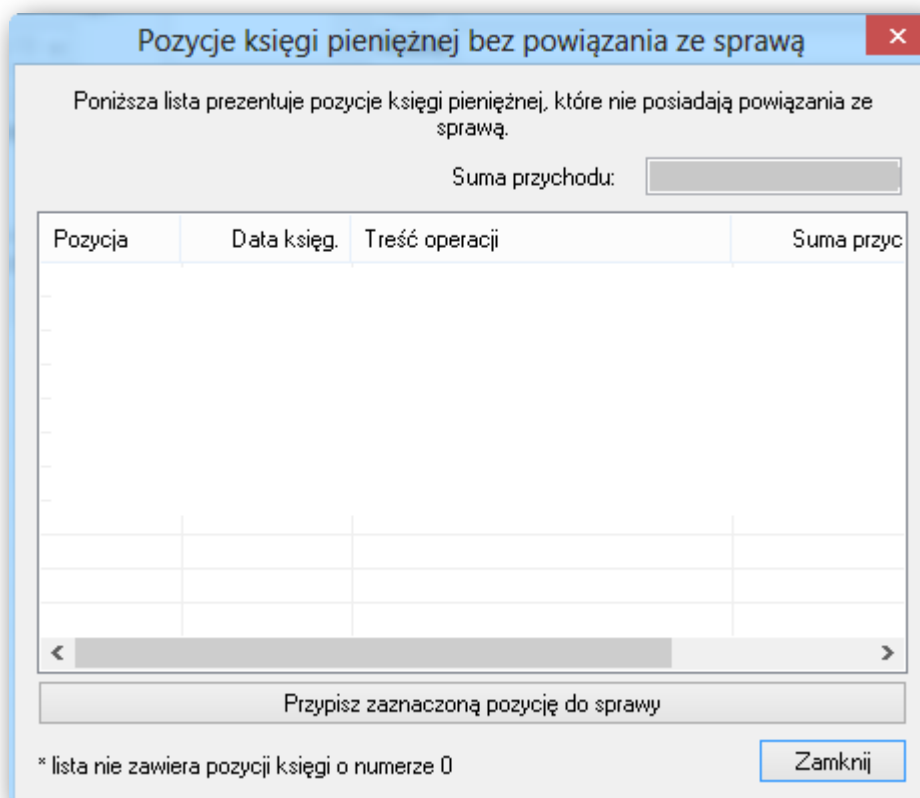 Pozycje księgi pieniężnej bez powiązania ze sprawą
Poniższa lista prezentuje pozycje księgi pieniężnej, które nie posiadają powiązania ze
sprawą.
Suma przychodu:
Pozycja Data księg. Treść operacji Suma przyc
Przypisz zaznaczoną pozycję do sprawy
* lista nie zawiera pozycji księgi o numerze 0
Zamknij